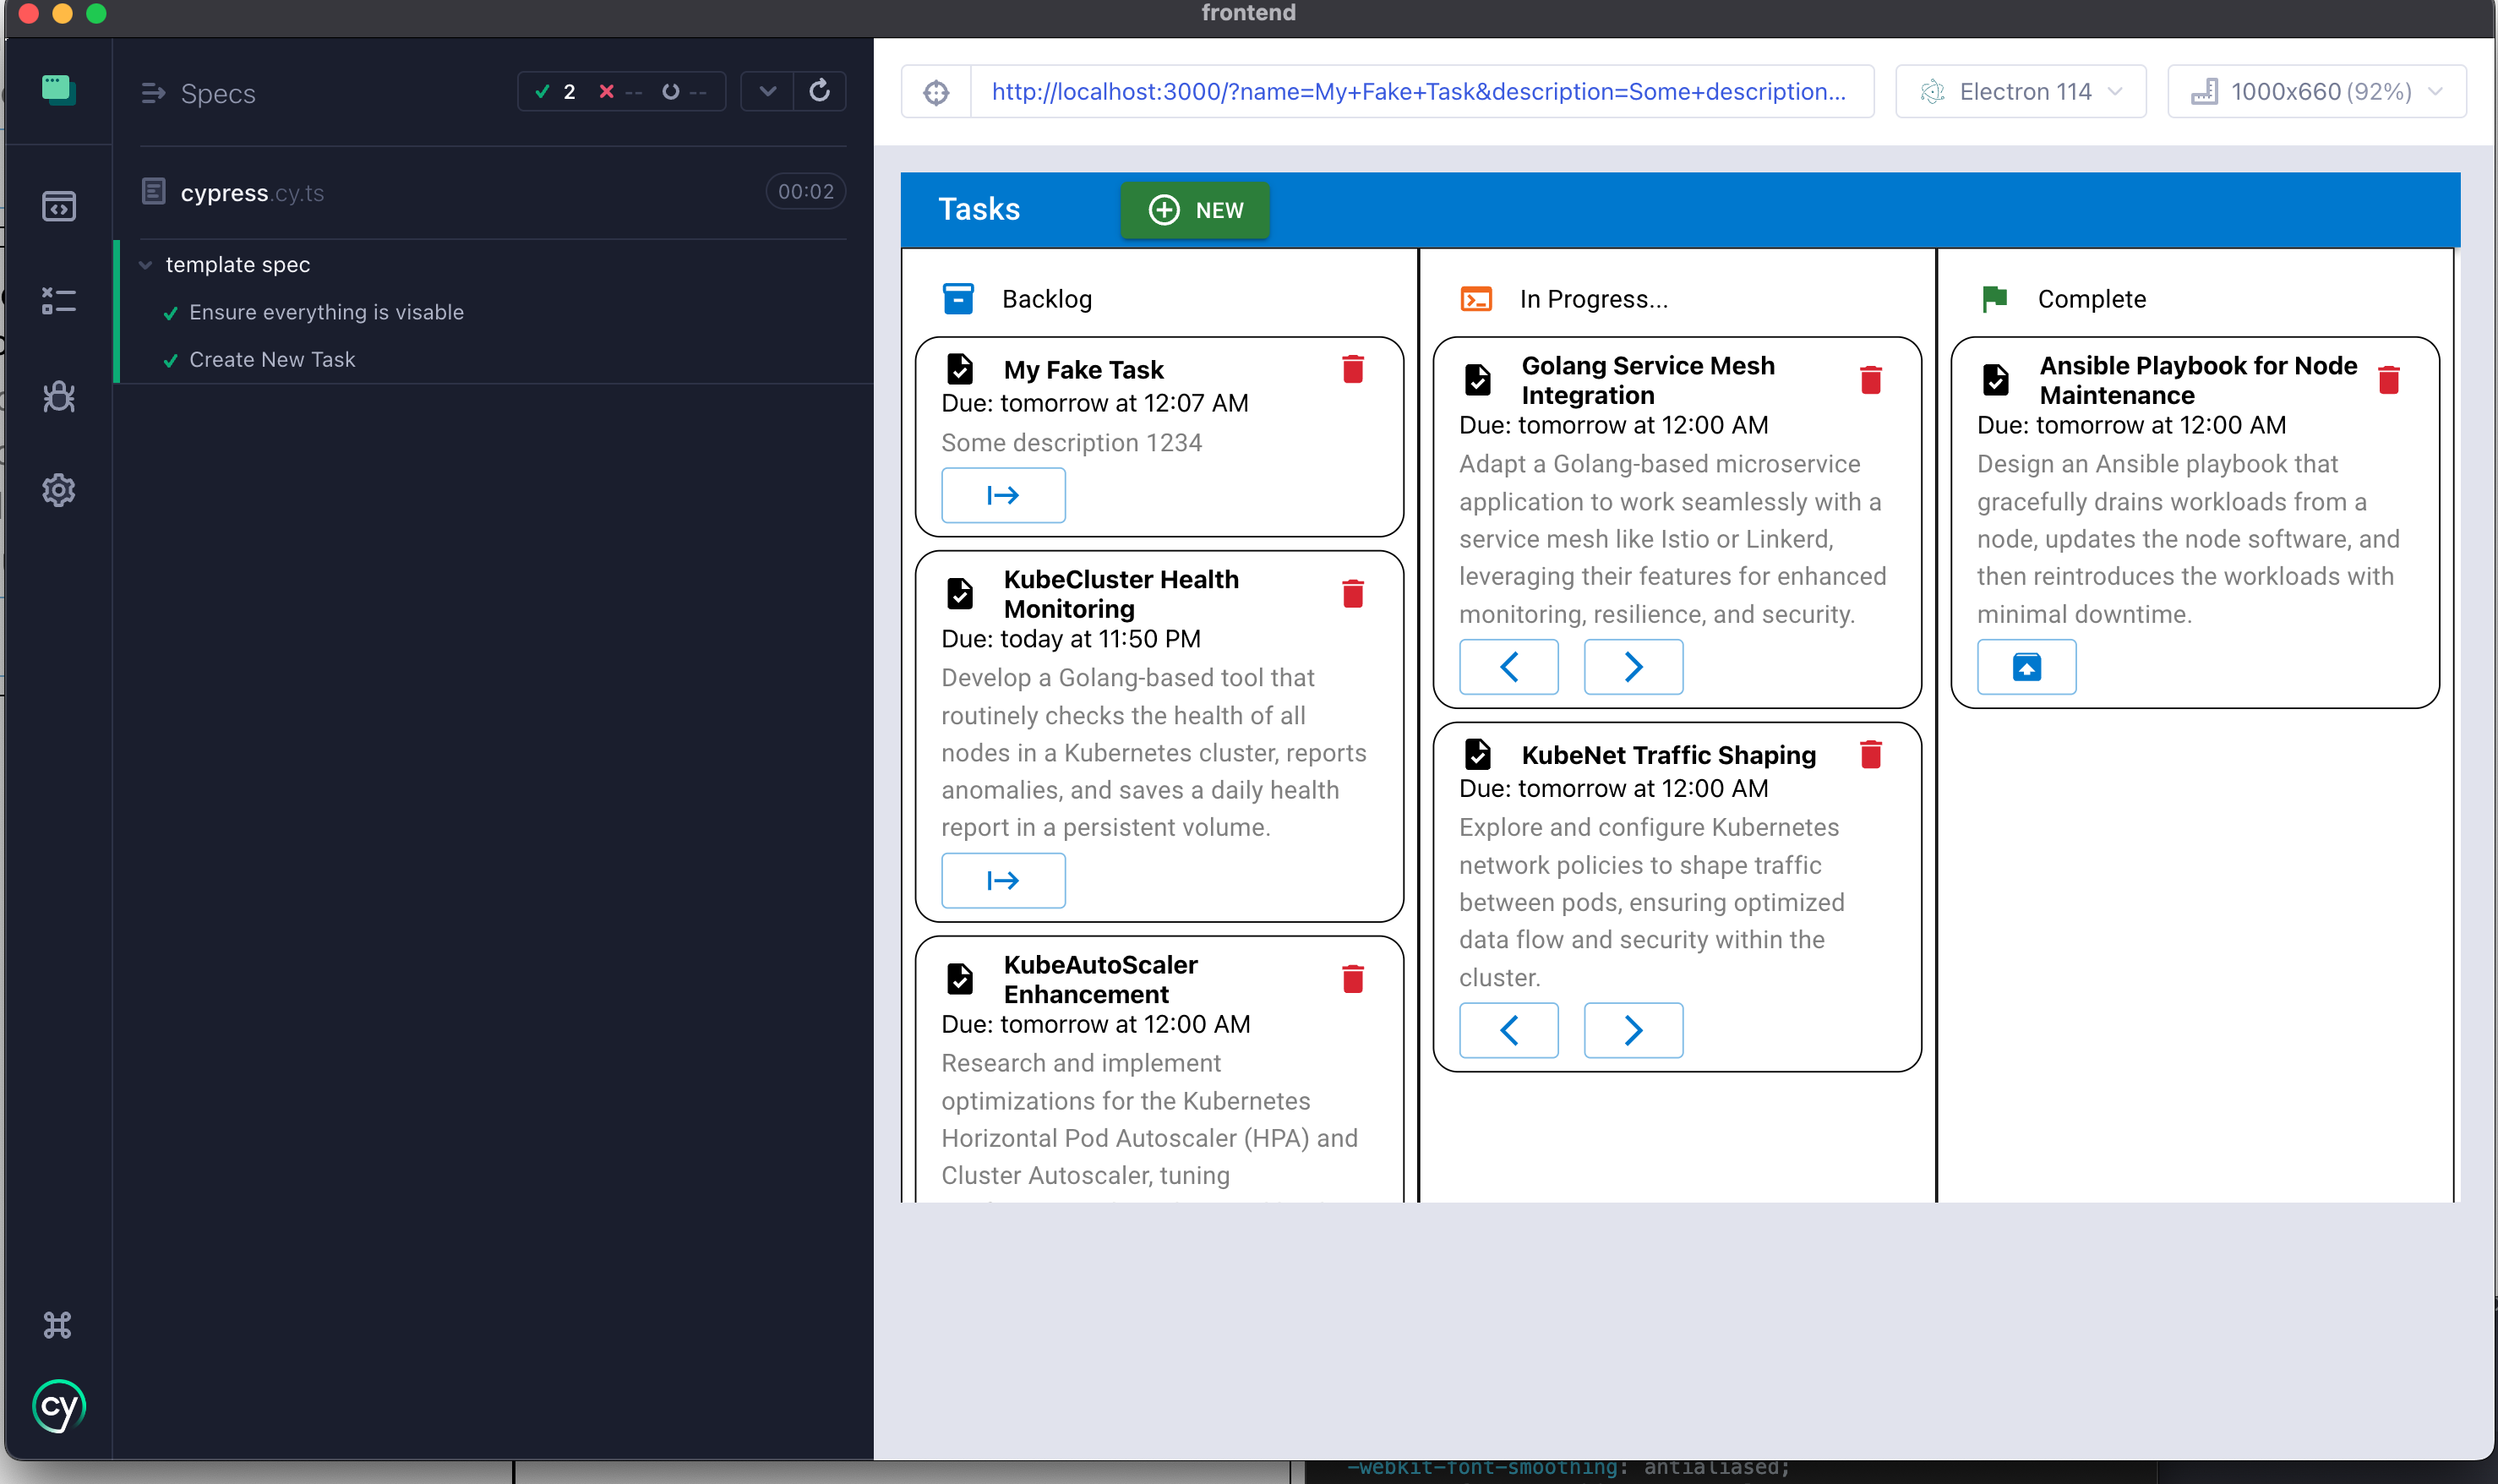 frontend
Specs
2 -- --
cypress.cy.ts
00:02
template spec
Ensure everything is visable
Create New Task
cy
http://localhost:3000/?name=My+Fake+Task&description=Some+description...
Electron 114
1000x660 (92%)
Tasks
NEW
Backlog
My Fake Task
Due: tomorrow at 12:07 AM
Some description 1234
KubeCluster Health
Monitoring
Due: today at 11:50 PM
Develop a Golang-based tool that
routinely checks the health of all
nodes in a Kubernetes cluster, reports
anomalies, and saves a daily health
report in a persistent volume.
KubeAutoScaler
Enhancement
Due: tomorrow at 12:00 AM
Research and implement
optimizations for the Kubernetes
Horizontal Pod Autoscaler (HPA) and
Cluster Autoscaler, tuning
In Progress...
Golang Service Mesh
Integration
Due: tomorrow at 12:00 AM
Adapt a Golang-based microservice
application to work seamlessly with a
service mesh like Istio or Linkerd,
leveraging their features for enhanced
monitoring, resilience, and security.
KubeNet Traffic Shaping
Due: tomorrow at 12:00 AM
Explore and configure Kubernetes
network policies to shape traffic
between pods, ensuring optimized
data flow and security within the
cluster.
Complete
Ansible Playbook for Node
Maintenance
Due: tomorrow at 12:00 AM
Design an Ansible playbook that
gracefully drains workloads from a
node, updates the node software, and
then reintroduces the workloads with
minimal downtime.
-webkit-font-smoothing: antialiased;